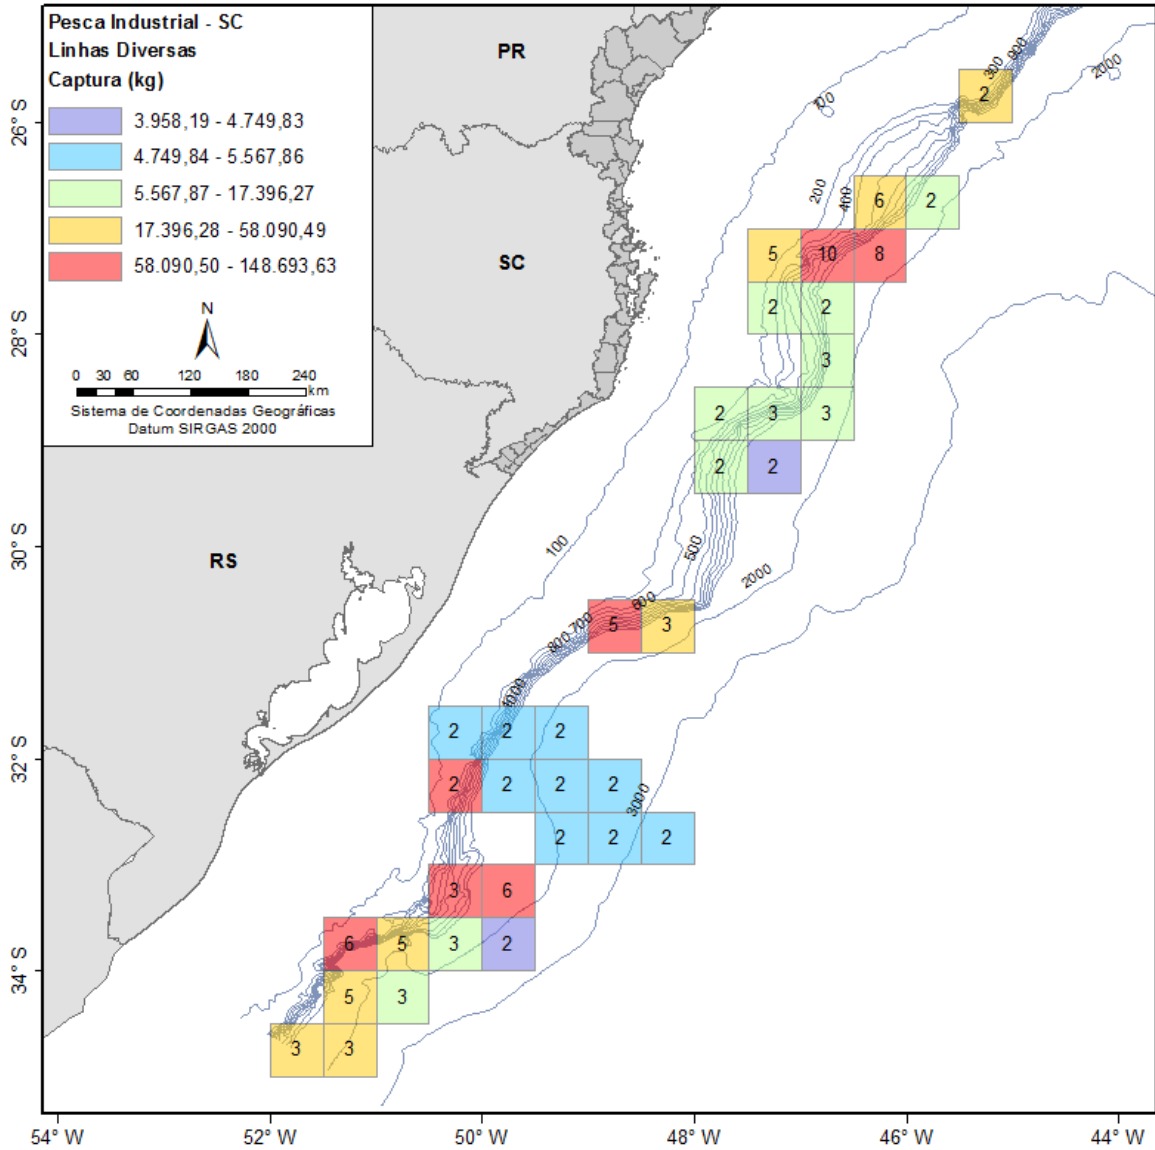 Pesca Industrial - SC
Linhas Diversas
Captura (kg)
3.958,19 - 4.749,83
4.749,84 - 5.567,86
5.567,87 - 17.396,27
17.396,28 - 58.090,49
58.090,50 - 148.693,63
N
0 30 60 120 180 240
km
Sistema de Coordenadas Geográficas
Datum SIRGAS 2000
PR
SC
RS
300
900
2000
2
200
400
6 2
5 10 8
2 2
3
2 3 3
2 2
100
500
2000
600
5 3
700
800
2 2 2
2 2 2 2
3000
2 2 2
3 6
6 5 3 2
5 3
3 3
26° S
28° S
30° S
32° S
34° S
54° W 52° W 50° W 48° W 46° W 44° W